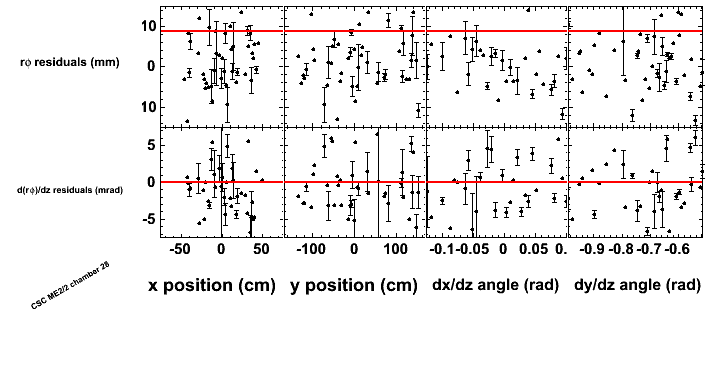 10
rϕ residuals (mm)
0
10
5
d(rϕ)/dz residuals (mrad)
0
-5
-50 0 50 -100 0 100 -0.1 -0.05 0 0.05 0. -0.9 -0.8 -0.7 -0.6
x position (cm) y position (cm) dx/dz angle (rad) dy/dz angle (rad)
CSC ME2/2 chamber 28